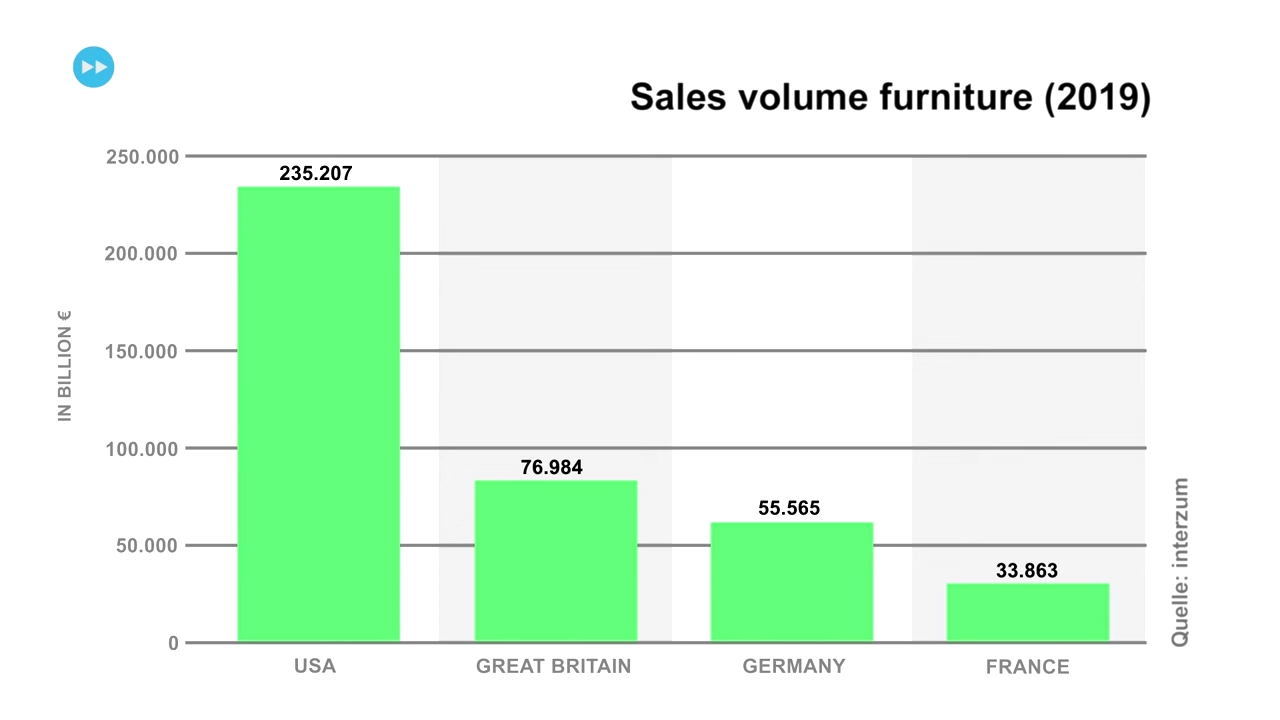 Sales volume furniture (2019)
IN BILLION €
250.000
200.000
150.000
100.000
50.000
0
235.207
76.984
55.565
33.863
USA
GREAT BRITAIN
GERMANY
FRANCE
Quelle: interzum